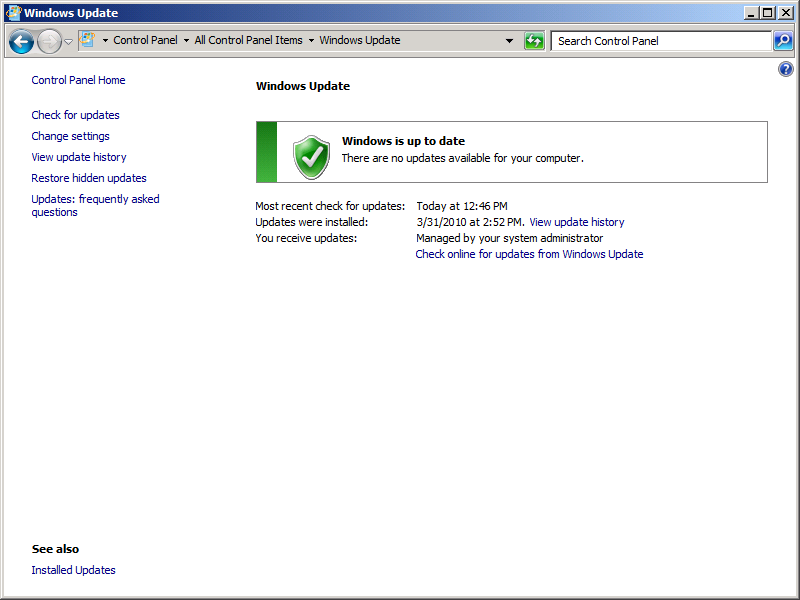 Windows Update
Control Panel
All Control Panel Items
Windows Update
Search Control Panel
Control Panel Home
Check for updates
Change settings
View update history
Restore hidden updates
Updates: frequently asked
questions
Windows Update
Windows is up to date
There are no updates available for your computer.
Most recent check for updates: Today at 12:46 PM
Updates were installed: 3/31/2010 at 2:52 PM. View update history
You receive updates: Managed by your system administrator
Check online for updates from Windows Update
See also
Installed Updates